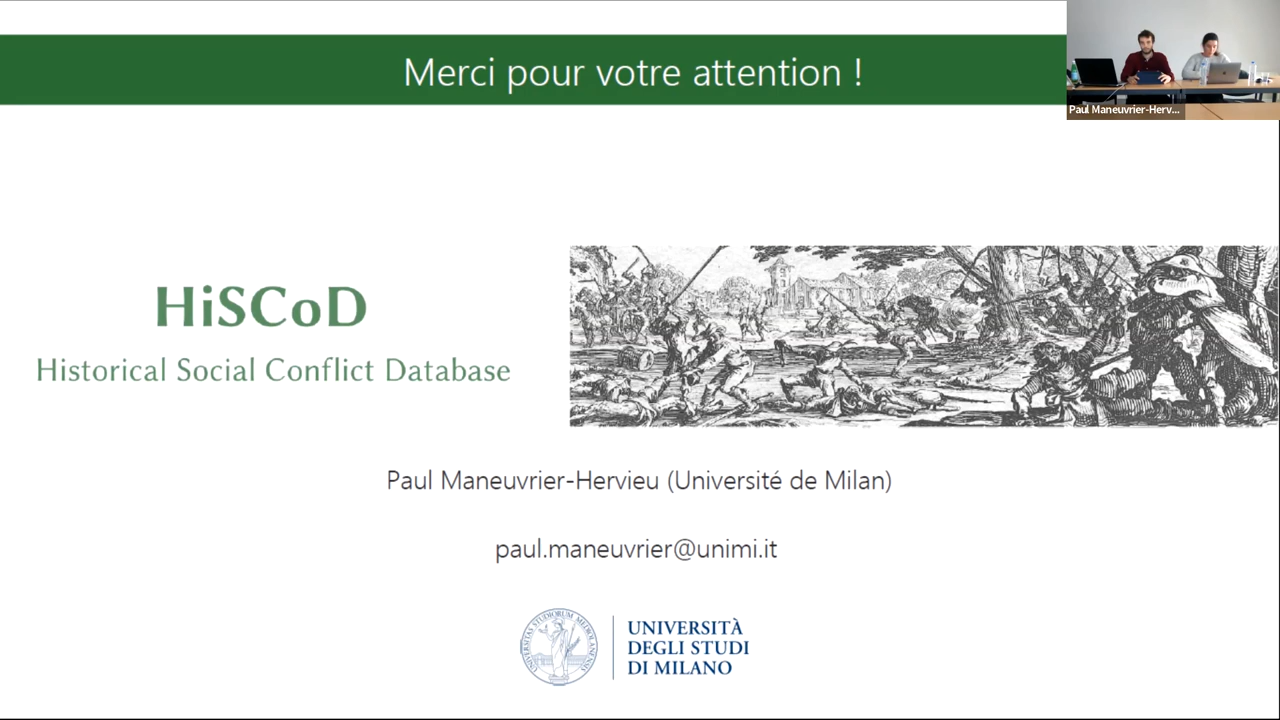 Merci pour votre attention !
Paul Maneuvrier-Herv...
HiSCoD
Historical Social Conflict Database
Paul Maneuvrier-Hervieu (Université de Milan)
paul.maneuvrier@unimi.it
UNIVERSITÀ
DEGLI STUDI
DI MILANO